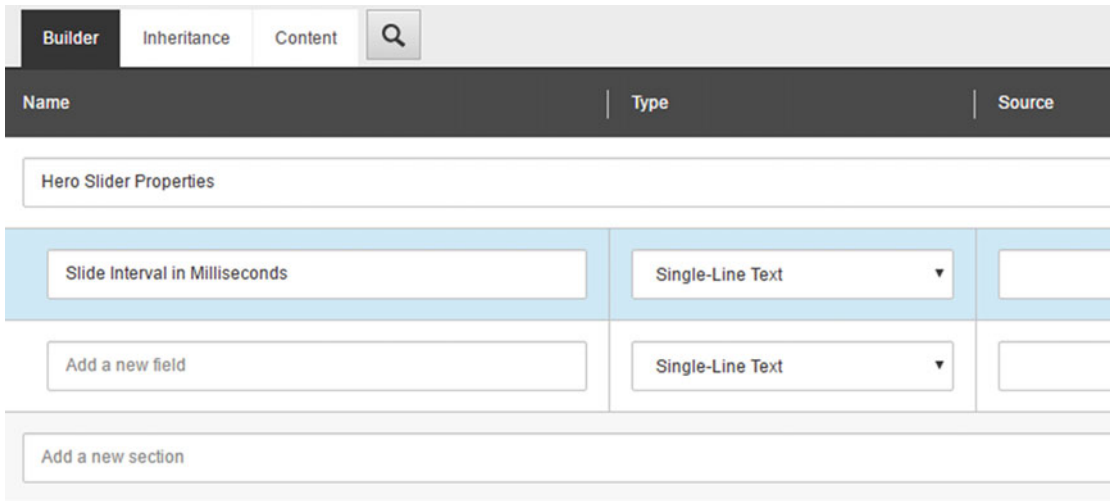 Builder Inheritance Content
Name Type Source
Hero Slider Properties
Slide Interval in Milliseconds Single-Line Text
Add a new field Single-Line Text
Add a new section